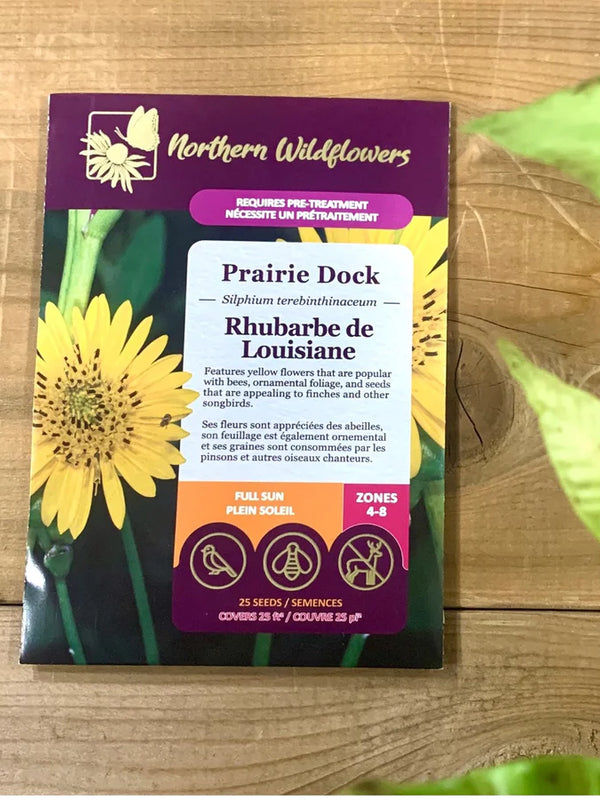 Northern Wildflowers
REQUIRES PRE-TREATMENT
NÉCESSITE UN PRÉTRAITEMENT
Prairie Dock
Silphium terebinthinaceum
Rhubarbe de
Louisiane
Features yellow flowers that are popular
with bees, ornamental foliage, and seeds
that are appealing to finches and other
songbirds.
Ses fleurs sont appréciées des abeilles,
son feuillage est également ornemental
et ses graines sont consommées par les
pinsons et autres oiseaux chanteurs.
FULL SUN
PLEIN SOLEIL
ZONES
4-8
25 SEEDS / SEMENCES
COVERS 25 ft² / COUVRE 25 pi²